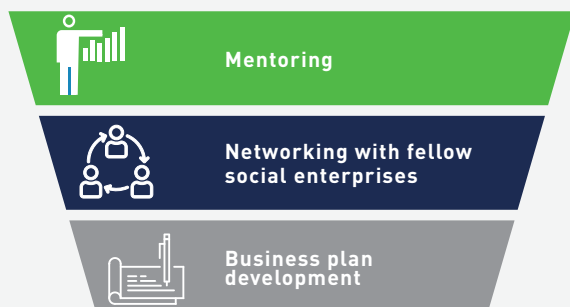 Mentoring
Networking with fellow
social enterprises
Business plan
development